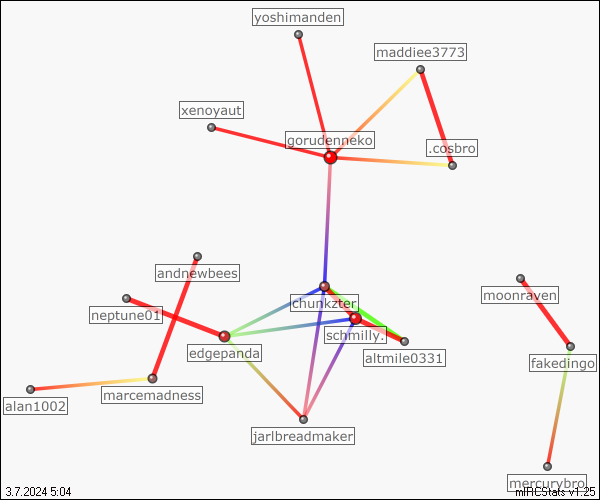 yoshimanden
maddiee3773
xenoyaut
gorudenneko
.cosbro
andnewbees
moonraven
chunkzter
neptune01
schmilly.
edgepanda
altmile0331
fakedingo
marcemadness
alan1002
jarlbreadmaker
mercurybro
3.7.2024 5:04
mIRCStats v1.25